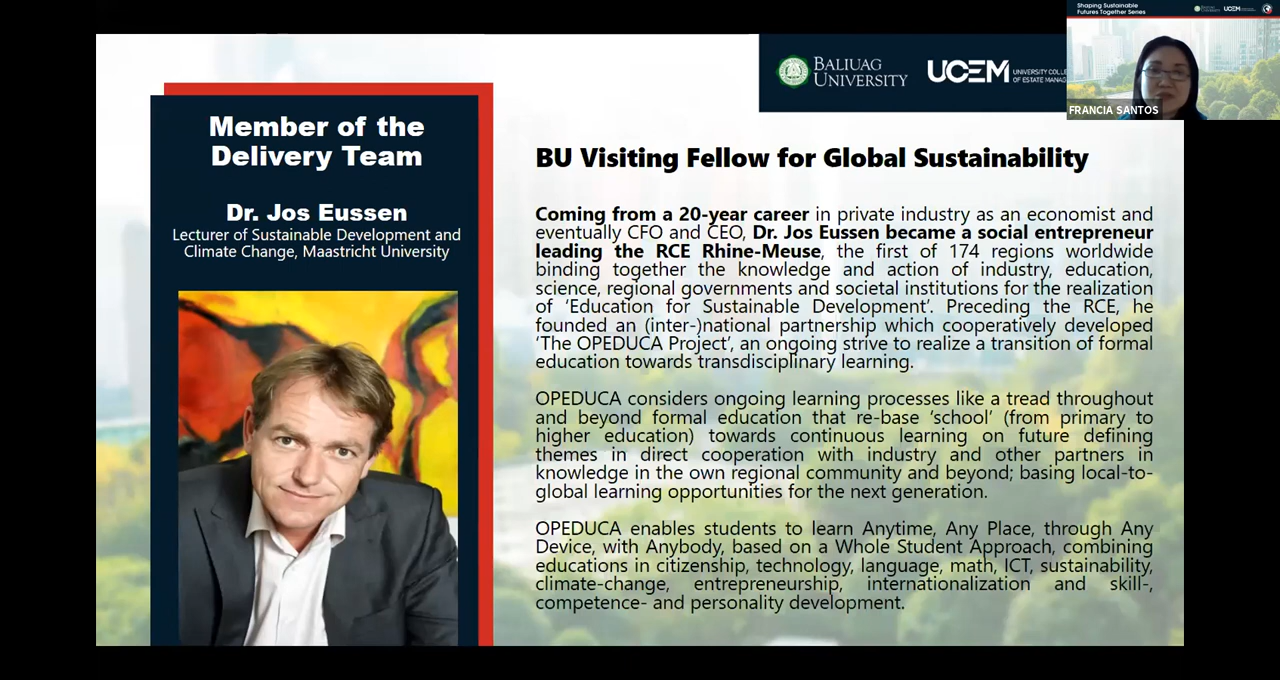 Shaping Sustainable
Futures Together Series
UCEM
FRANCIA SANTOS
BALIUAG
UNIVERSITY
UCEM
UNIVERSITY COLLE
OF ESTATE MANAG
Member of the
Delivery Team
Dr. Jos Eussen
Lecturer of Sustainable Development and
Climate Change, Maastricht University
BU Visiting Fellow for Global Sustainability
Coming from a 20-year career in private industry as an economist and
eventually CFO and CEO, Dr. Jos Eussen became a social entrepreneur
leading the RCE Rhine-Meuse, the first of 174 regions worldwide
binding together the knowledge and action of industry, education,
science, regional governments and societal institutions for the realization
of ‘Education for Sustainable Development’. Preceding the RCE, he
founded an (inter-)national partnership which cooperatively developed
‘The OPEDUCA Project’, an ongoing strive to realize a transition of formal
education towards transdisciplinary learning.
OPEDUCA considers ongoing learning processes like a tread throughout
and beyond formal education that re-base ‘school’ (from primary to
higher education) towards continuous learning on future defining
themes in direct cooperation with industry and other partners in
knowledge in the own regional community and beyond; basing local-to-
global learning opportunities for the next generation.
OPEDUCA enables students to learn Anytime, Any Place, through Any
Device, with Anybody, based on a Whole Student Approach, combining
educations in citizenship, technology, language, math, ICT, sustainability,
climate-change, entrepreneurship, internationalization and skill-,
competence- and personality development.